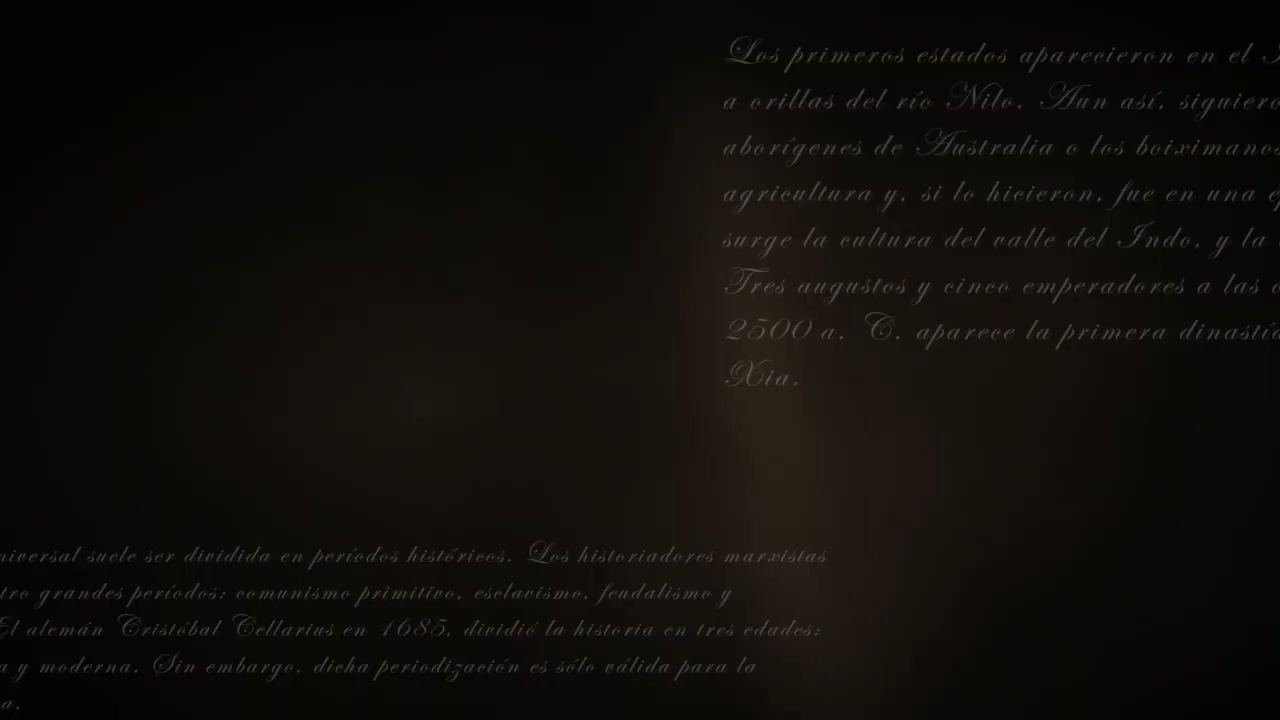 Los primeros estados aparecieron en el
a orillas del río Nilo. Aun así, siguiero
aborígenes de Australia o los boiximanos
agricultura y, si lo hicieron, fue en una
surge la cultura del valle del Indo, y la
Tres augustos y cinco emperadores a las
2500 a. C. aparece la primera dinastía
Xia.
niversal suele ser dividida en períodos históricos. Los historiadores marxistas
tro grandes períodos: comunismo primitivo, esclavismo, feudalismo y
El alemán Cristóbal Cellarius en 1685, dividió la historia en tres edades:
a y moderna. Sin embargo, dicha periodización es sólo válida para la
a.